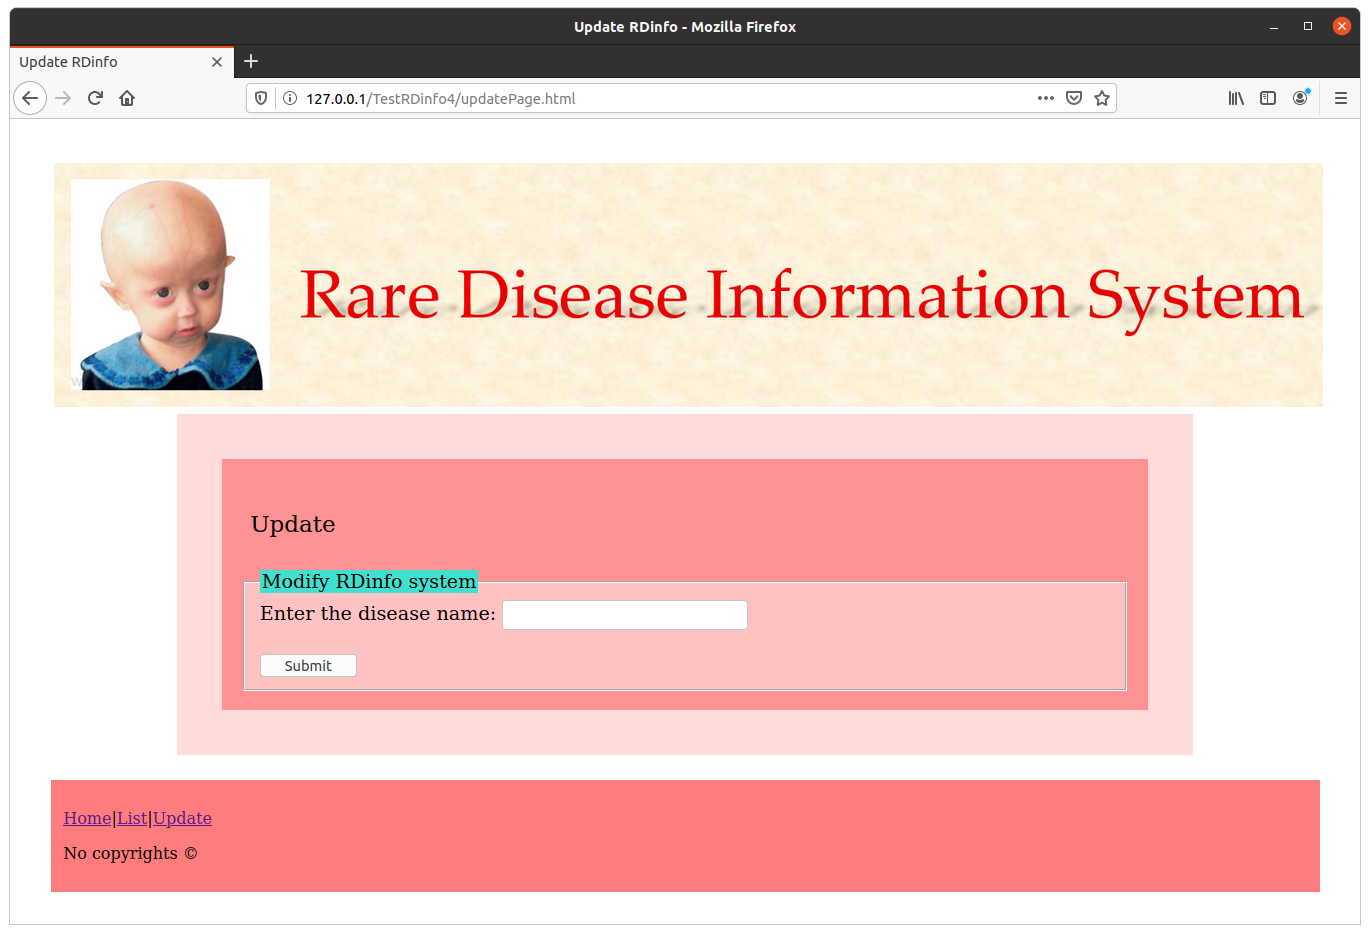 Update RDinfo - Mozilla Firefox
Update RDinfo
127.0.0.1/TestRDinfo4/updatePage.html
Rare Disease Information System
Update
Modify RDinfo system
Enter the disease name:
Submit
Home|List|Update
No copyrights ©